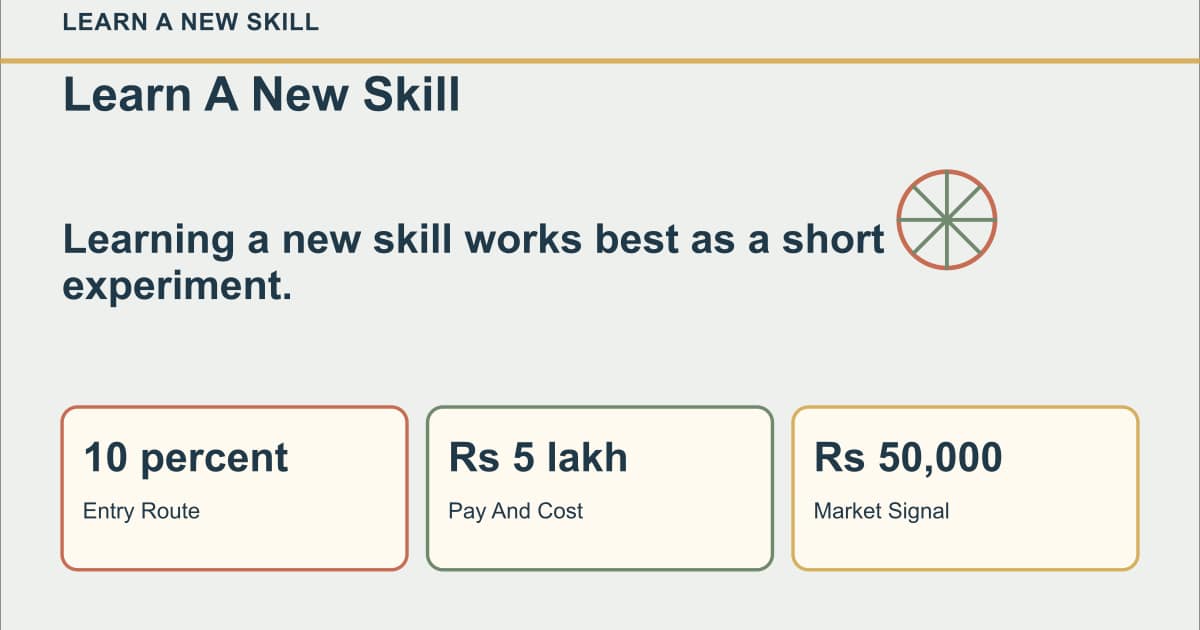 LEARN A NEW SKILL
Learn A New Skill
Learning a new skill works best as a short
experiment.
10 percent
Entry Route
Rs 5 lakh
Pay And Cost
Rs 50,000
Market Signal